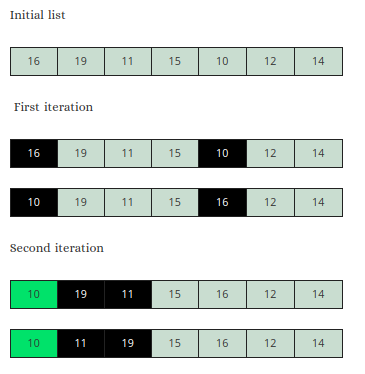 Initial list
16 19 11 15 10 12 14
First iteration
16 19 11 15 10 12 14
10 19 11 15 16 12 14
Second iteration
10 19 11 15 16 12 14
10 11 19 15 16 12 14